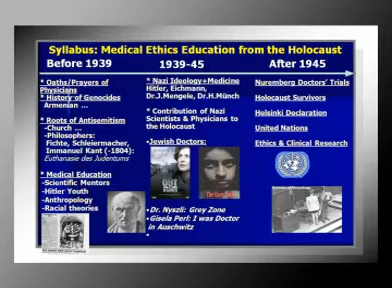 Syllabus: Medical Ethics Education from the Holocaust
Before 1939
* Oaths/Prayers of
Physicians
* History of Genocides
Armenian ...
* Roots of Antisemitism
-Church ...
-Philosophers:
Fichte, Schleiermacher,
Immanuel Kant (-1804):
Euthanasie des Judentums
* Medical Education
-Scientific Mentors
-Hitler Youth
-Anthropology
-Racial theories
1939-45
* Nazi Ideology+Medicine
Hitler, Eichmann,
Dr.J.Mengele, Dr.H.Münch
* Contribution of Nazi
Scientists & Physicians to
the Holocaust
•Jewish Doctors:
OUT
The Grey Zone
•Dr. Nyszli: Grey Zone
•Gisela Perl: I was Doctor
in Auschwitz
•
After 1945
Nuremberg Doctors' Trials
Holocaust Survivors
Helsinki Declaration
United Nations
Ethics & Clinical Research